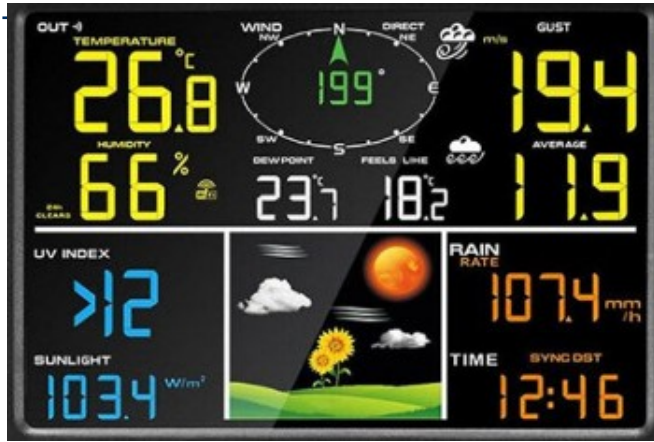 OUT
TEMPERATURE
26.8 °C
HUMIDITY
66 %
24h
CLEARS
WIND DIRECT
N
NW NE
W E
SW SE
S
199°
DEW POINT
23.7 °C
FEELS LIKE
18.2 °C
GUST
m/s
19.4
AVERAGE
11.9
UV INDEX
>12
SUNLIGHT
103.4 W/m²
RAIN
RATE
107.4 mm/h
TIME SYNC DST
12:46